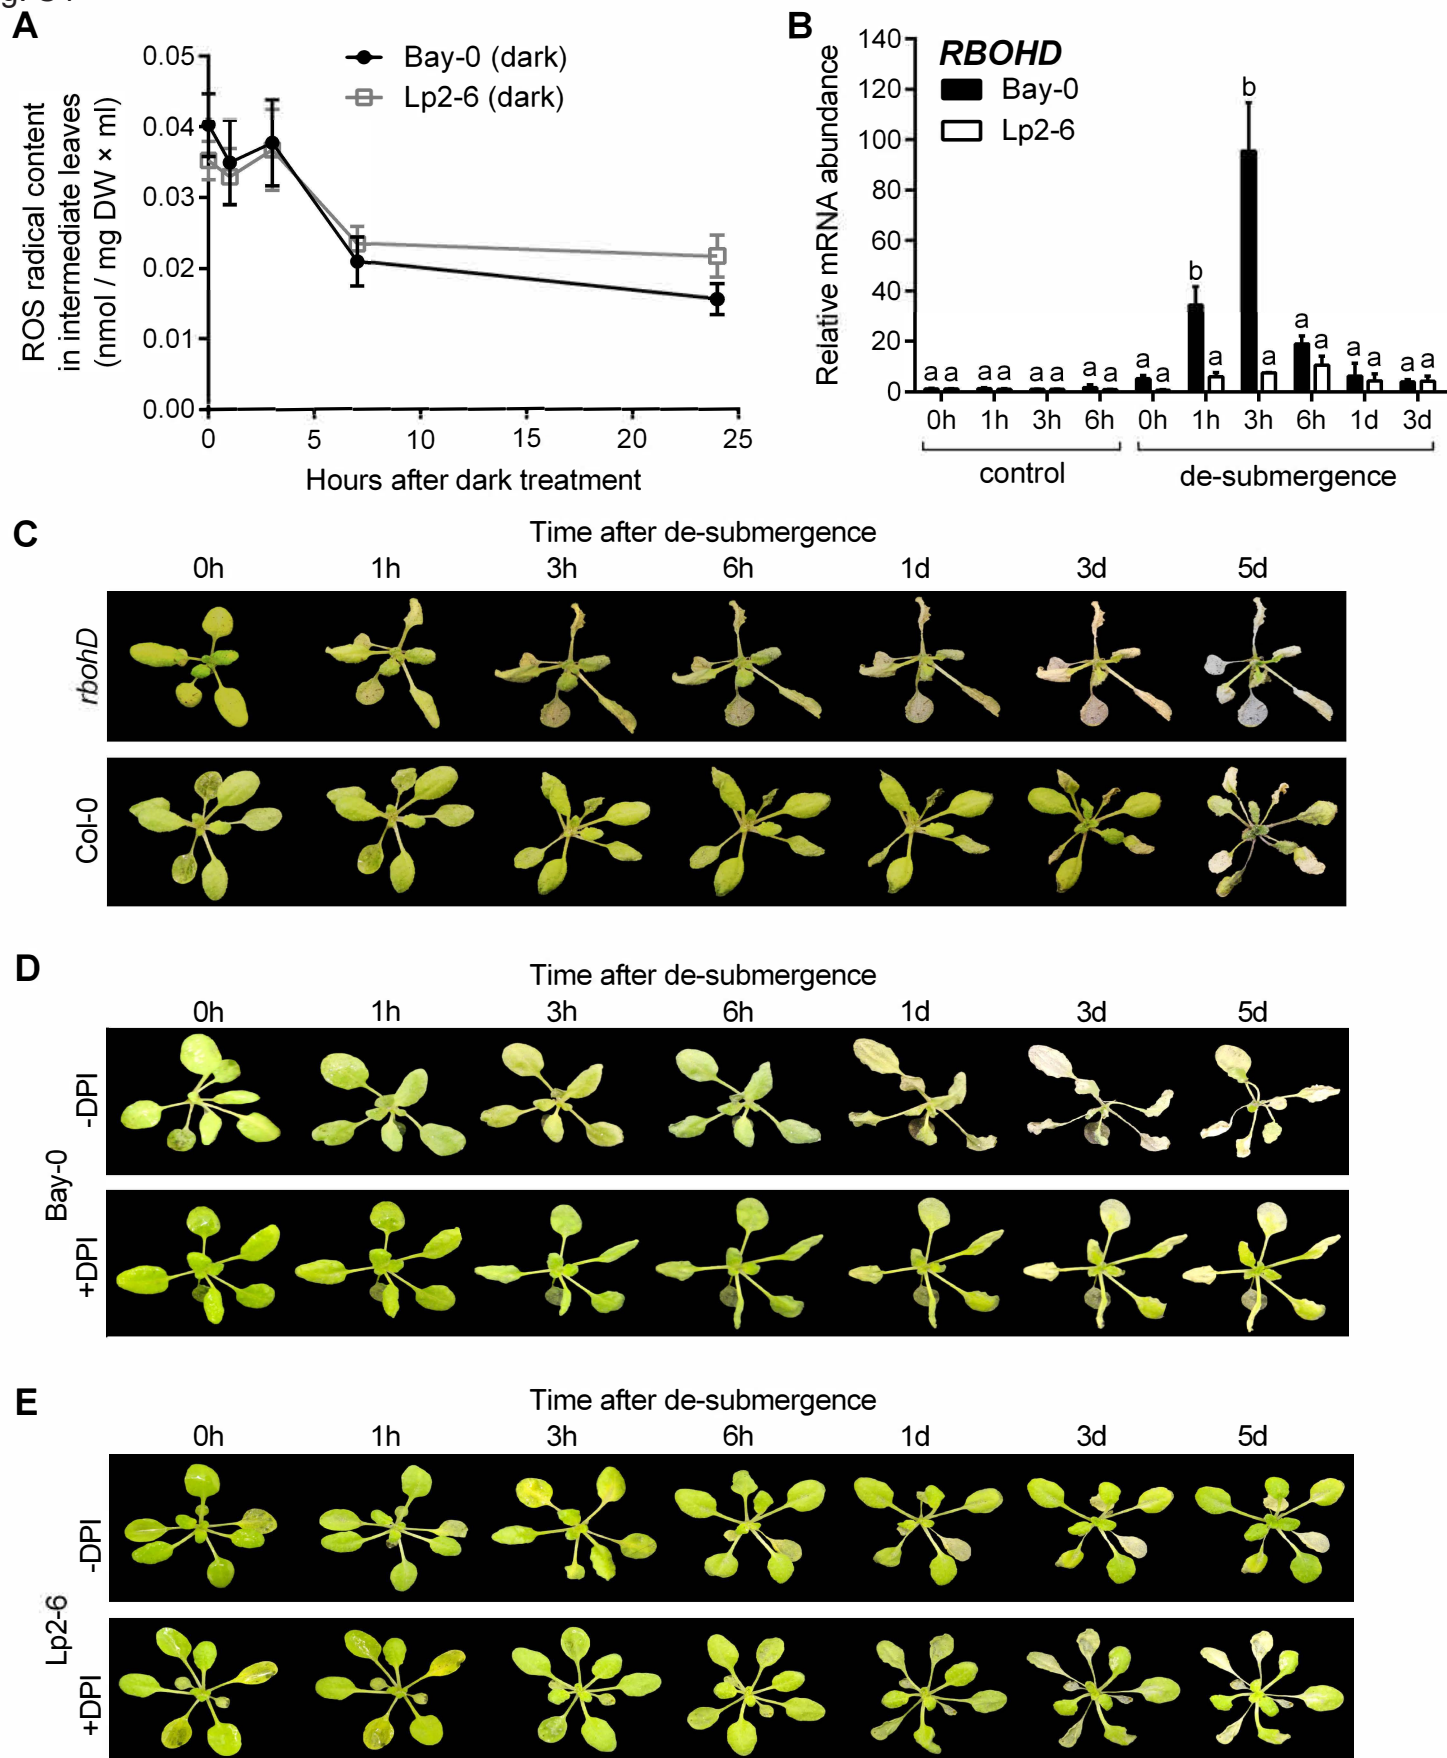 A
0.05
0.04
0.03
0.02
0.01
0.00
ROS radical content
in intermediate leaves
(nmol / mg DW × ml)
Bay-0 (dark)
Lp2-6 (dark)
0 5 10 15 20 25
Hours after dark treatment
B
140
120
100
80
60
40
20
0
Relative mRNA abundance
RBOHD
Bay-0
Lp2-6
a a a a a a a a a a b a b a a a a a a a
0h 1h 3h 6h 0h 1h 3h 6h 1d 3d
control de-submergence
C
Time after de-submergence
0h 1h 3h 6h 1d 3d 5d
rbohD
Col-0
D
Time after de-submergence
0h 1h 3h 6h 1d 3d 5d
Bay-0
-DPI
+DPI
E
Time after de-submergence
0h 1h 3h 6h 1d 3d 5d
Lp2-6
-DPI
+DPI